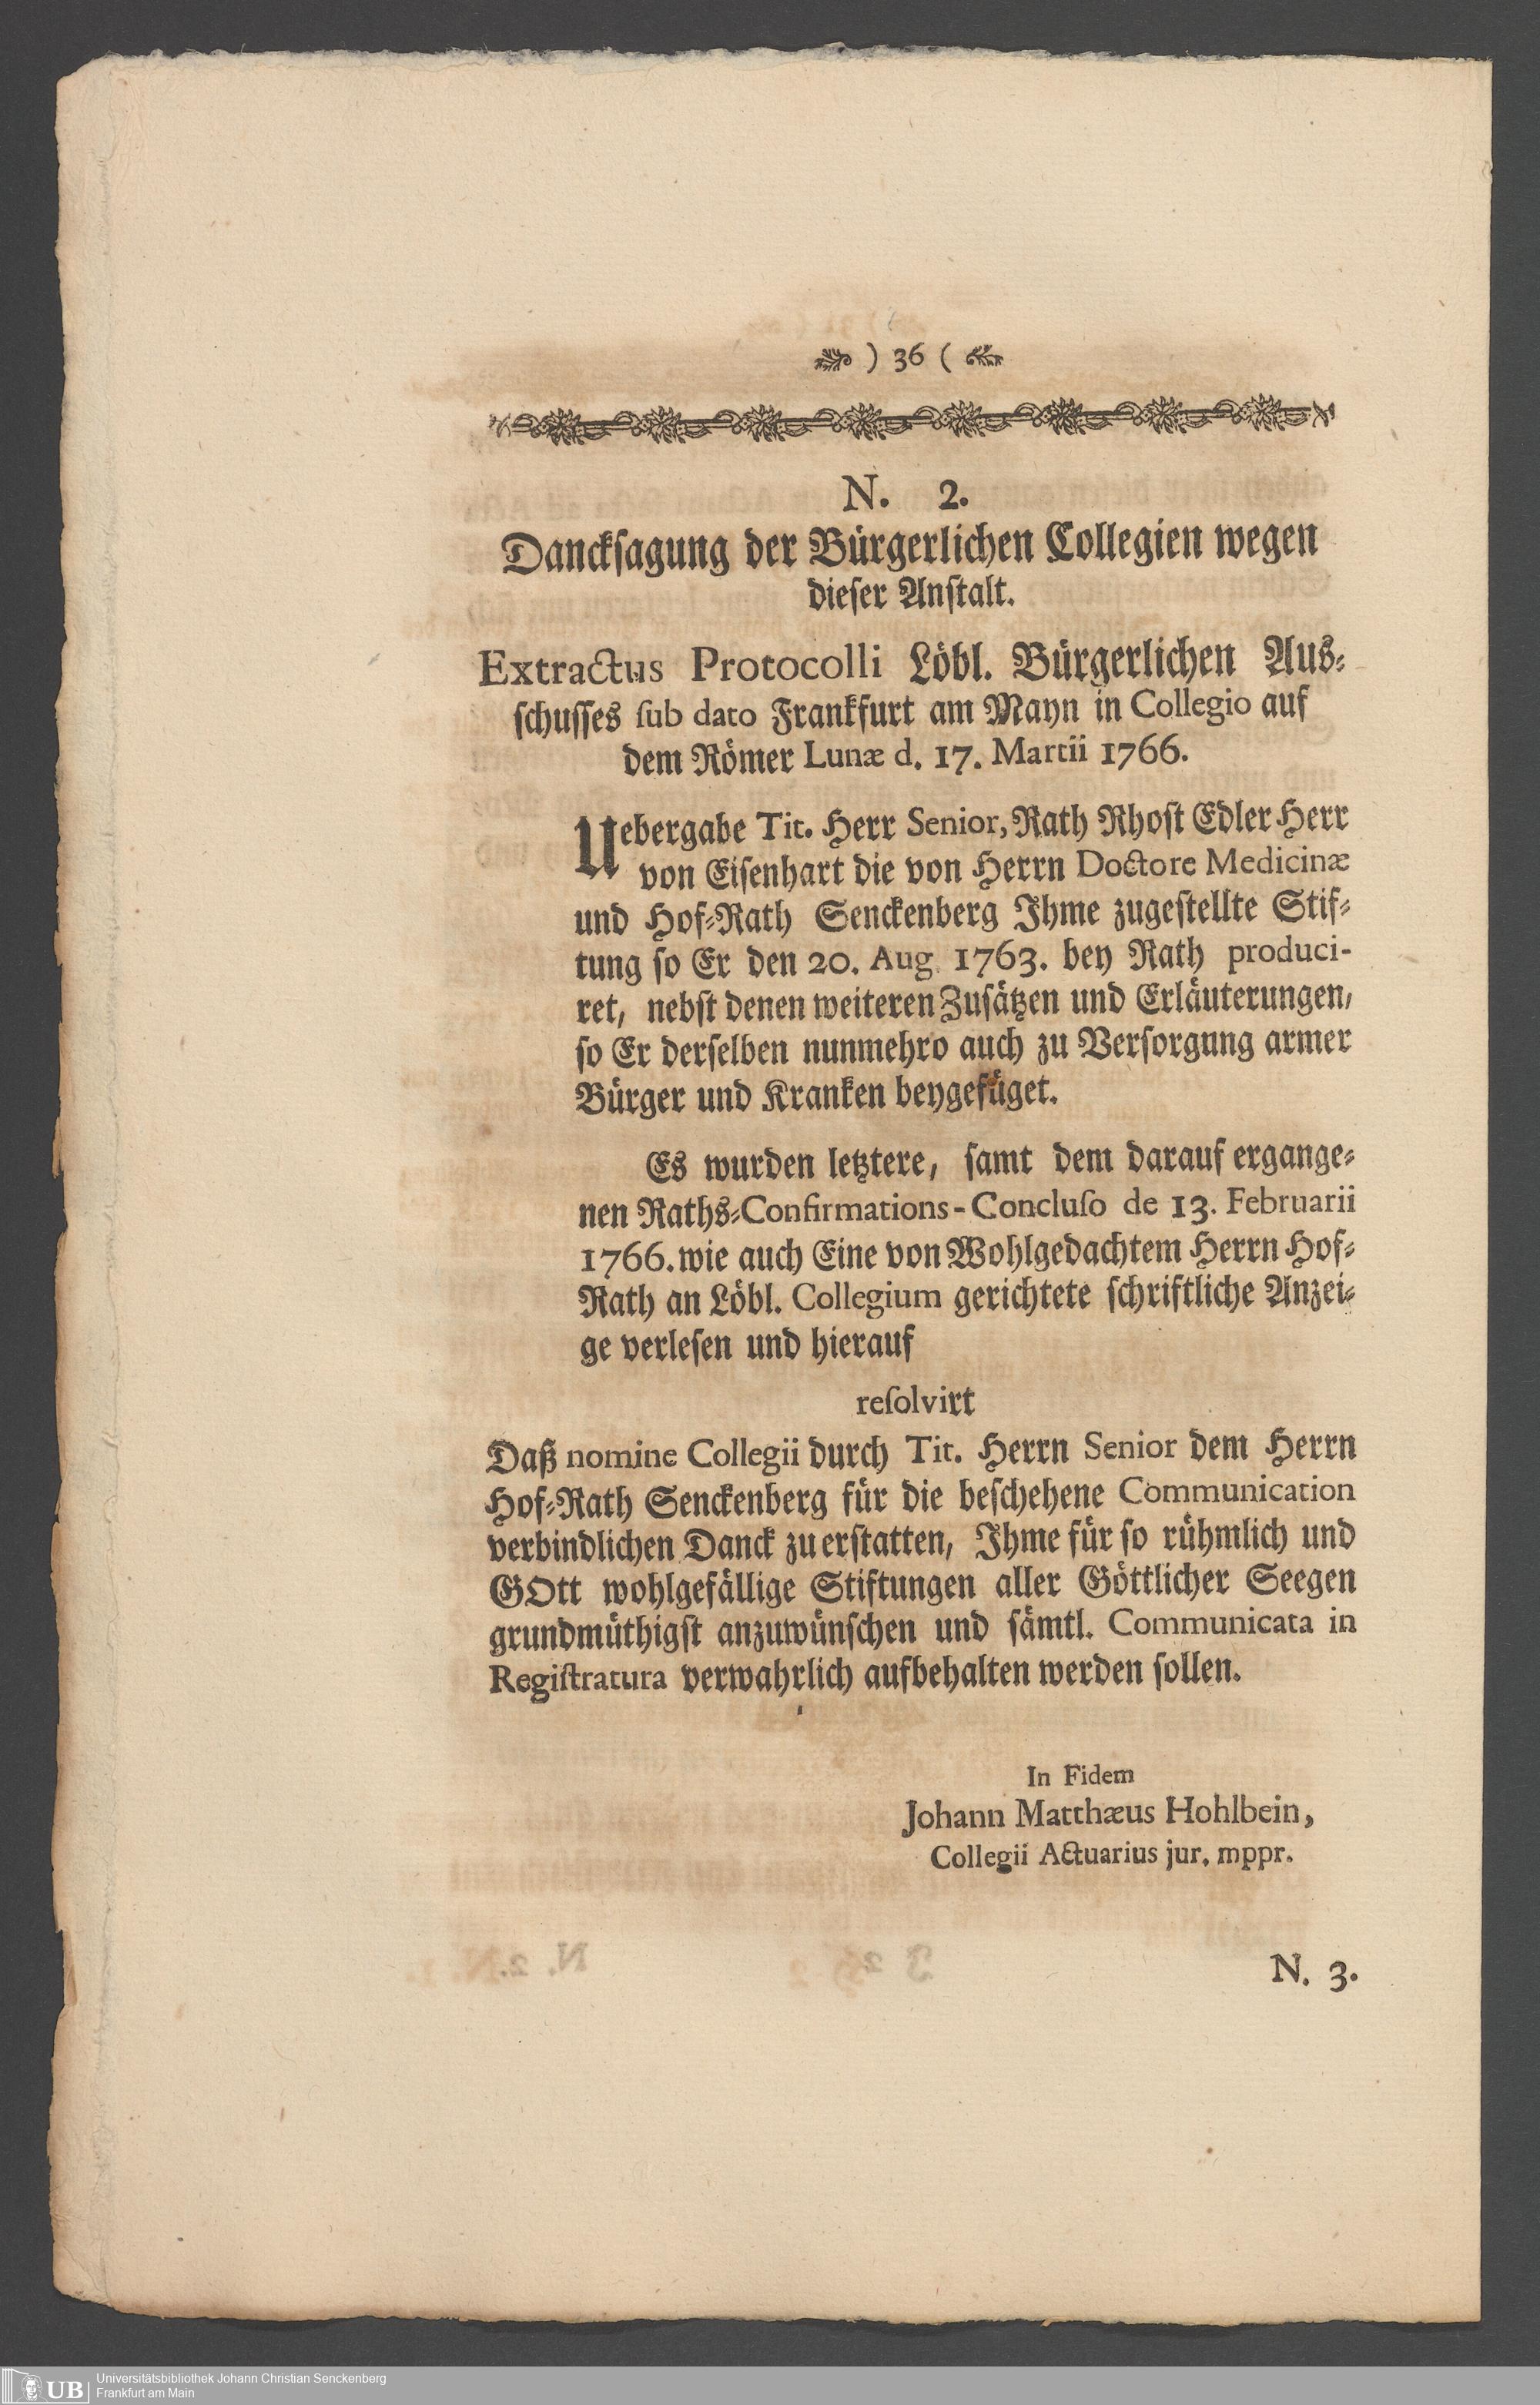 ) 36 (
N. 2.
Danckſagung der Bürgerlichen Collegien wegen
dieſer Anſtalt.
Extractus Protocolli Löbl. Bürgerlichen Aus⸗
ſchuſſes ſub dato Frankfurt am Mayn in Collegio auf
dem Römer Lunæ d. 17. Martii 1766.
Uebergabe Tit. Herr Senior, Rath Rhoſt Edler Herr
von Eiſenhart die von Herrn Doctore Medicinæ
und Hof⸗Rath Senckenberg Ihme zugeſtellte Stif⸗
tung ſo Er den 20. Aug. 1763. bey Rath produci-
ret, nebſt denen weiteren Zuſätzen und Erläuterungen,
ſo Er derſelben nunmehro auch zu Verſorgung armer
Bürger und Kranken beygefüget.
Es wurden letztere, ſamt dem darauf ergange⸗
nen Raths⸗Confirmations-Concluſo de 13. Februarii
1766. wie auch Eine von Wohlgedachtem Herrn Hof⸗
Rath an Löbl. Collegium gerichtete ſchriftliche Anzei⸗
ge verleſen und hierauf
reſolvirt
Daß nomine Collegii durch Tit. Herrn Senior dem Herrn
Hof⸗Rath Senckenberg für die beſchehene Communication
verbindlichen Danck zu erſtatten, Ihme für ſo rühmlich und
GOtt wohlgefällige Stiftungen aller Göttlicher Seegen
grundmüthigſt anzuwünſchen und ſämtl. Communicata in
Regiſtratura verwahrlich aufbehalten werden ſollen.
In Fidem
Johann Matthæus Hohlbein,
Collegii Actuarius jur. mppr.
N. 3.
UB Universitätsbibliothek Johann Christian Senckenberg
Frankfurt am Main